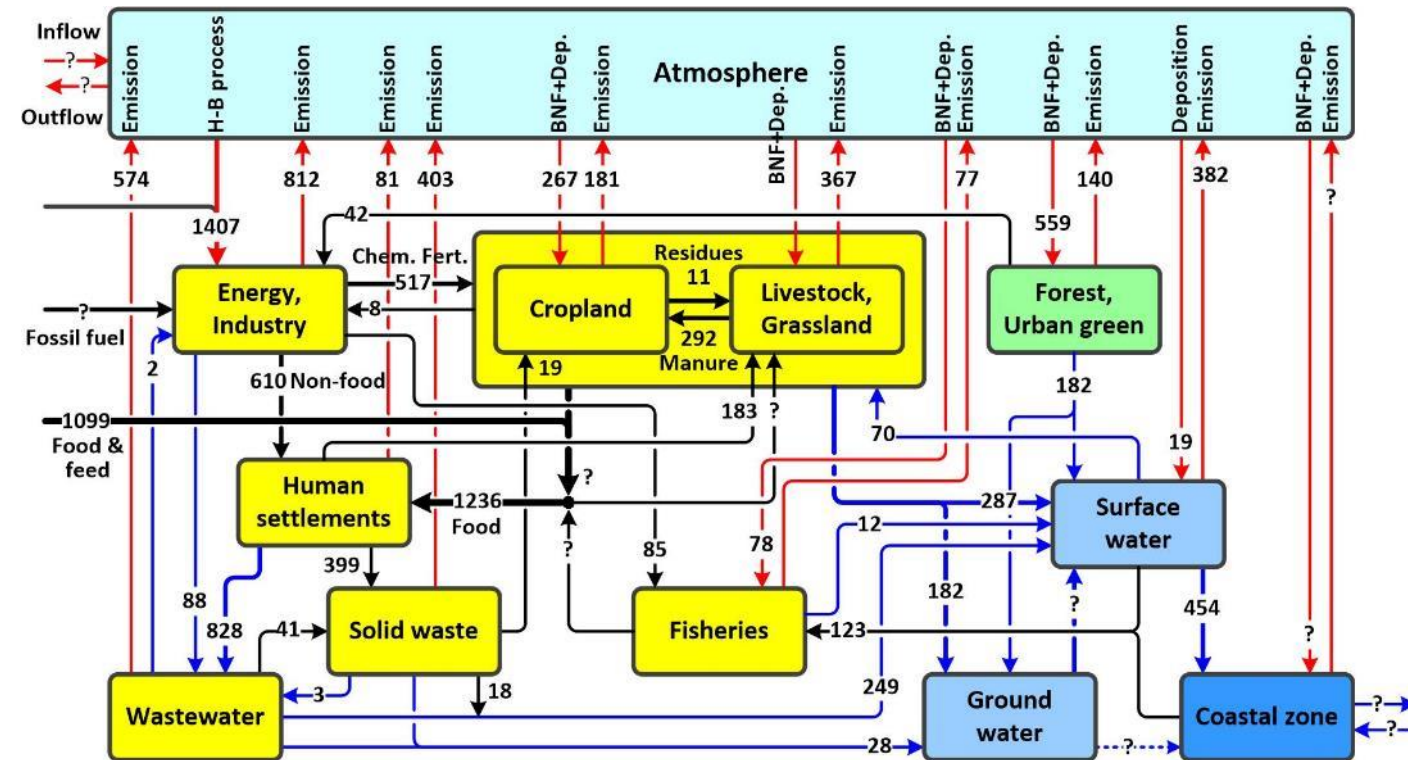 Inflow
?
?
Outflow
Emission
H-B process
Emission
Emission
Emission
BNF+Dep.
Emission
Atmosphere
BNF+Dep.
Emission
BNF+Dep.
Emission
BNF+Dep.
Emission
Deposition
Emission
BNF+Dep.
Emission
574
812
81
403
267
181
367
77
140
382
?
1407
42
559
Chem. Fert.
517
8
Residues
11
292
Manure
Energy,
Industry
Cropland
Livestock,
Grassland
Forest,
Urban green
?
Fossil fuel
2
610 Non-food
19
183
?
182
1099
Food &
feed
70
19
?
Human
settlements
1236
Food
287
Surface
water
12
399
?
85
78
88
828
182
?
454
41
Solid waste
Fisheries
123
?
3
18
249
Wastewater
Ground
water
Coastal zone
?
?
28
?